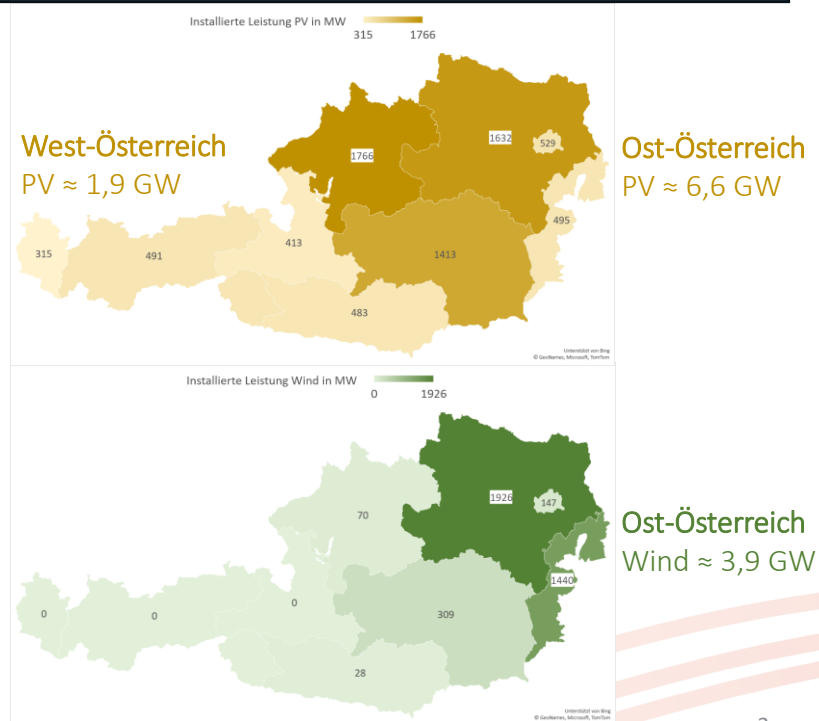 Installierte Leistung PV in MW
315 1766
West-Österreich
PV ≈ 1,9 GW
1766
1632
529
Ost-Österreich
PV ≈ 6,6 GW
495
413
315
491
1413
483
Unterstützt von Bing
© GeoNames, Microsoft, TomTom
Installierte Leistung Wind in MW
0 1926
1926
147
70
Ost-Österreich
Wind ≈ 3,9 GW
1440
0
0
0
309
28
Unterstützt von Bing
© GeoNames, Microsoft, TomTom